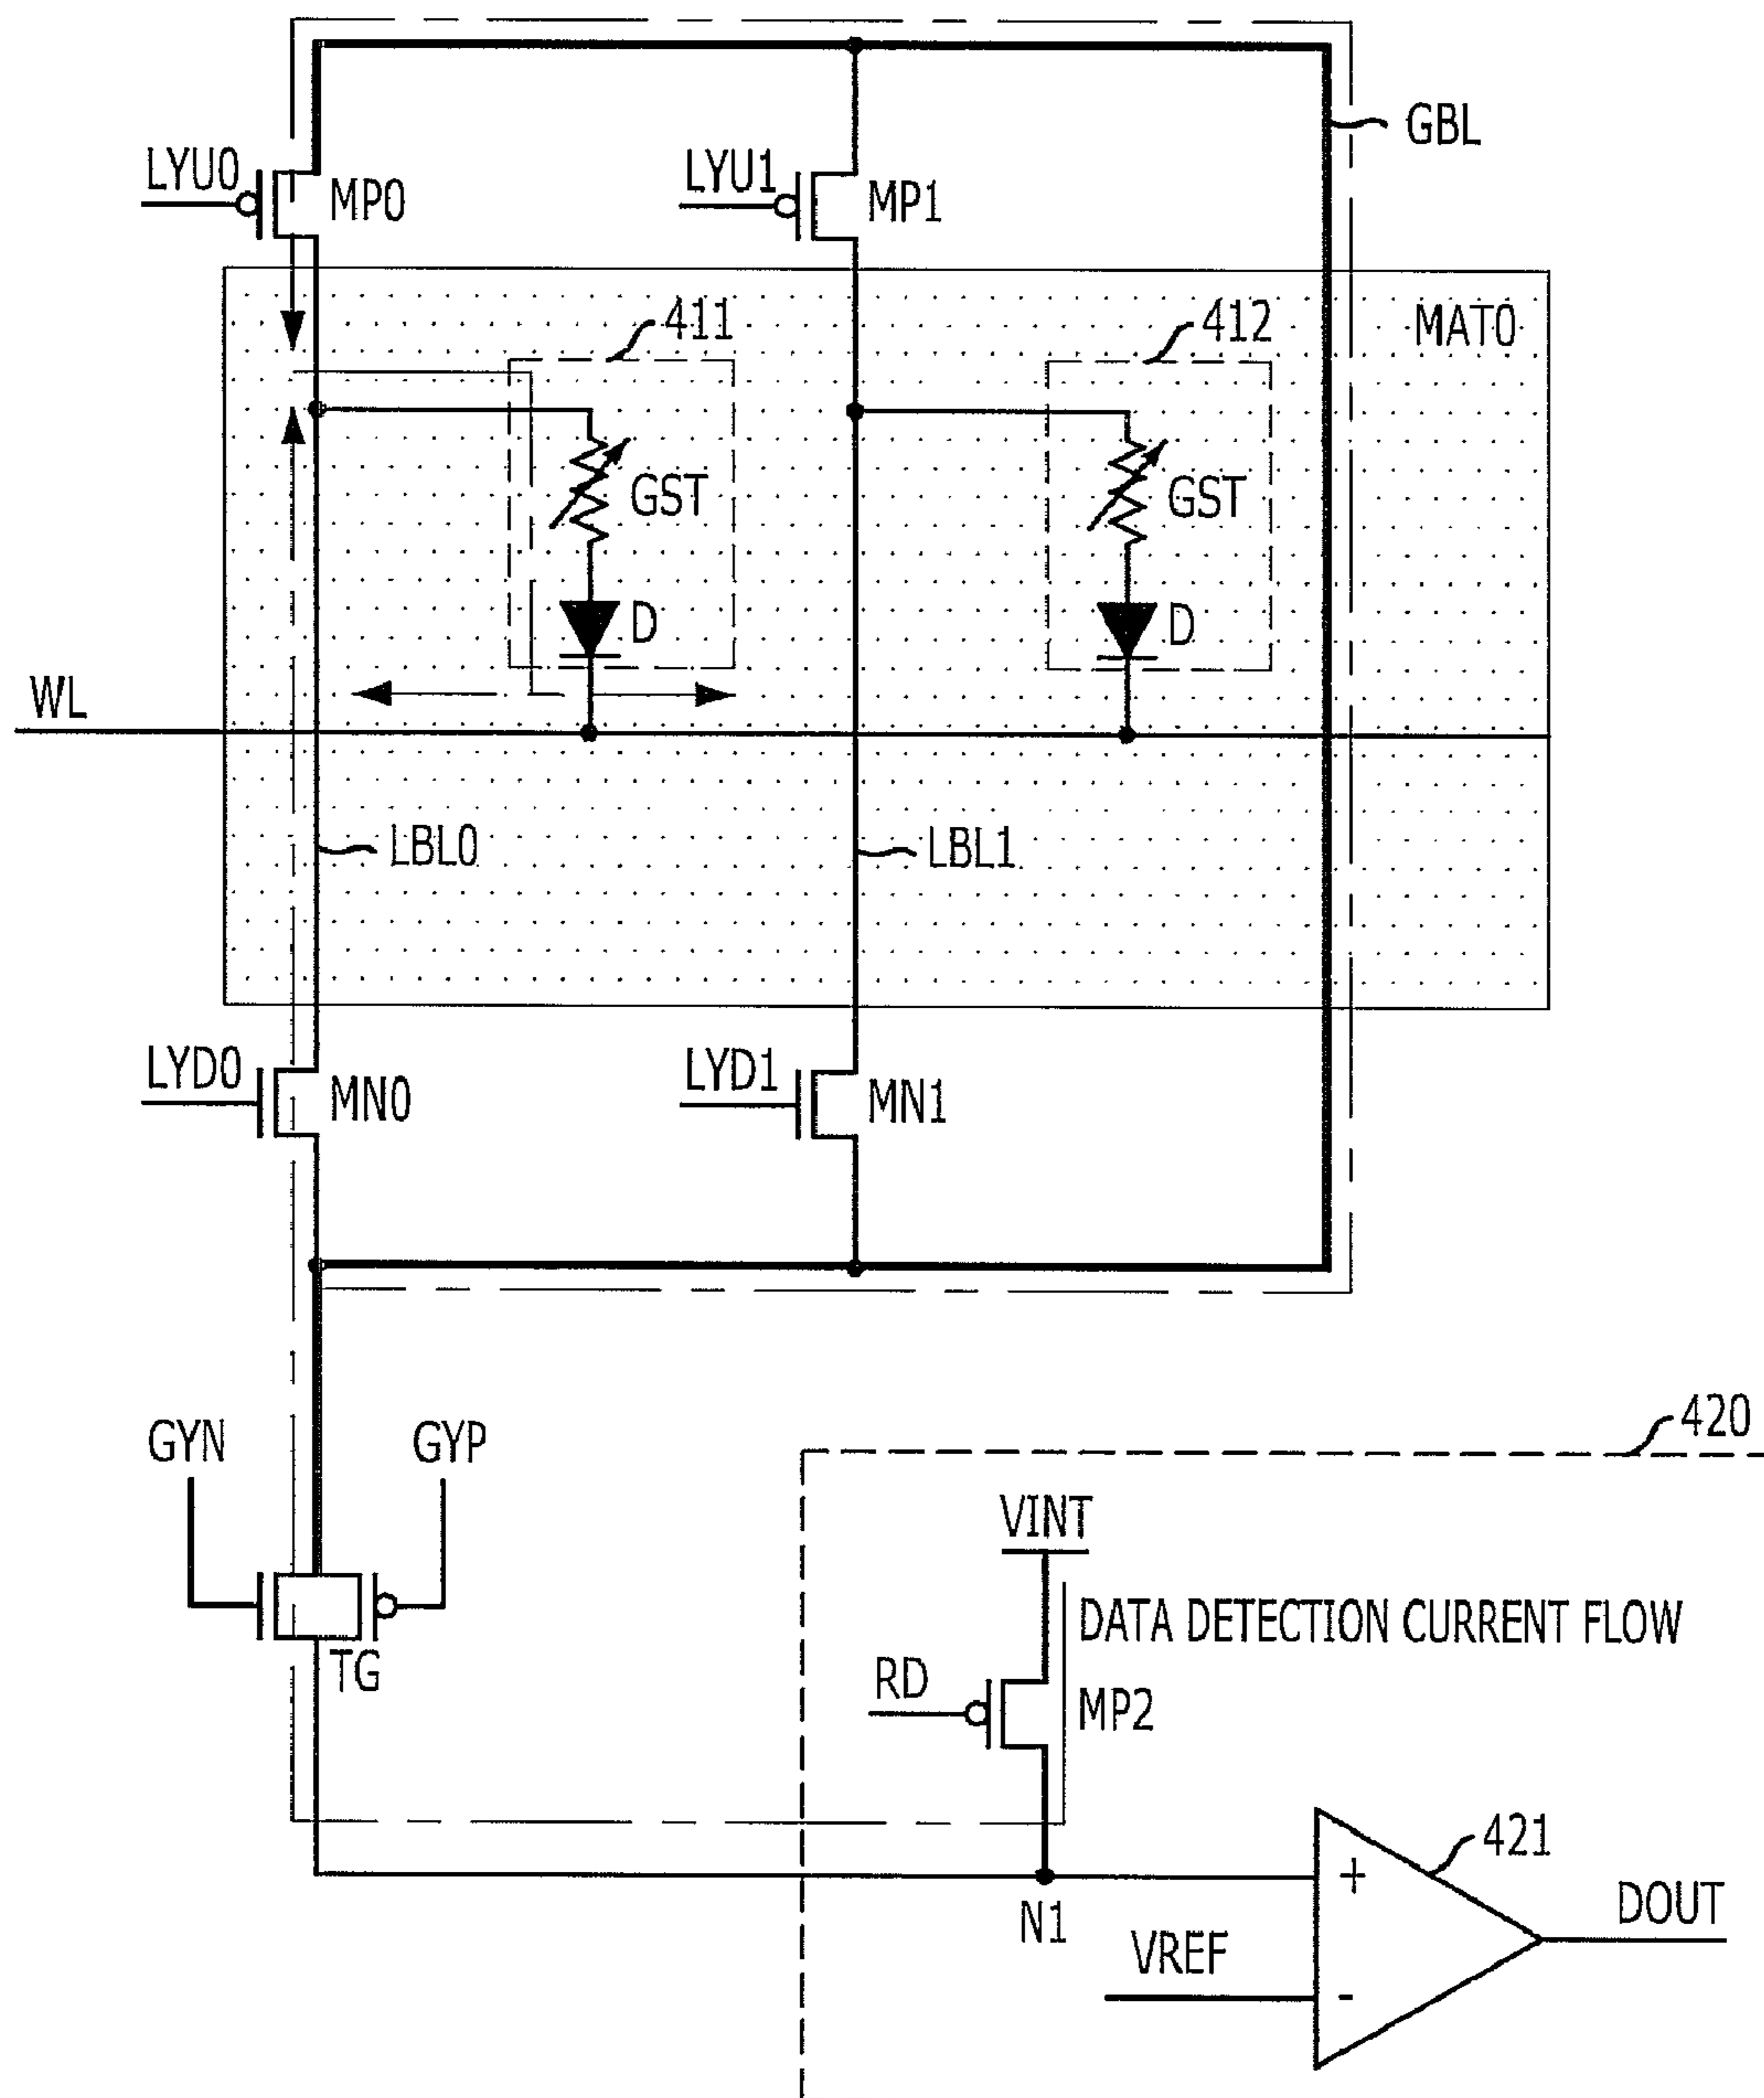 GBL
LYU0
MP0
LYU1
MP1
411
412
MAT0
GST
GST
D
D
WL
LBL0
LBL1
LYD0
MN0
LYD1
MN1
GYN
GYP
420
VINT
DATA DETECTION CURRENT FLOW
TG
RD
MP2
421
+
N1
DOUT
VREF
-